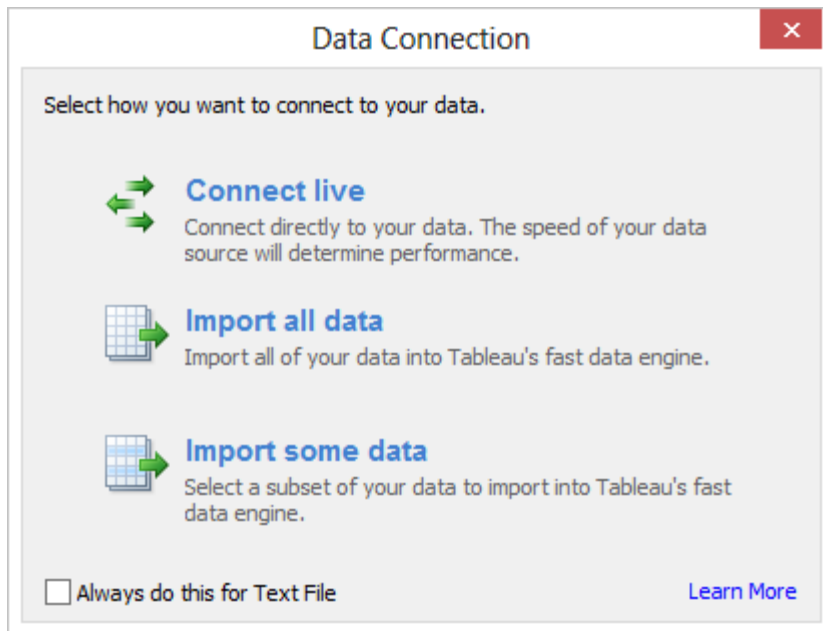 Data Connection
Select how you want to connect to your data.
Connect live
Connect directly to your data. The speed of your data
source will determine performance.
Import all data
Import all of your data into Tableau's fast data engine.
Import some data
Select a subset of your data to import into Tableau's fast
data engine.
Always do this for Text File
Learn More